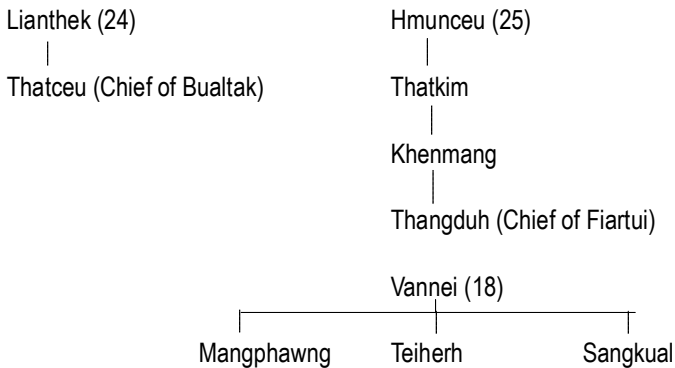 Lianthek (24) Hmunceu (25)
Thatceu (Chief of Bualtak) Thatkim
Khenmang
Thangduh (Chief of Fiartui)
Vannei (18)
Mangphawng Teiherh Sangkual